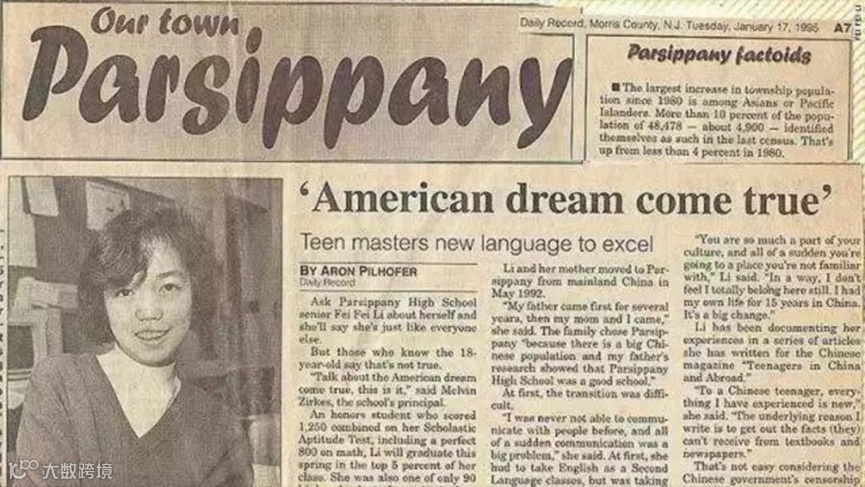 Our town
Parsippany
Daily Record, Morris County, N.J. Tuesday, January 17, 1995 A7
FEI FEI LI
Parsippany factoids
■ The largest increase in township popula-
tion since 1980 is among Asians or Pacific
Islanders. More than 10 percent of the popu-
lation of 48,478 — about 4,900 — identified
themselves as such in the last census. That's
up from less than 4 percent in 1980.
'American dream come true'
Teen masters new language to excel
BY ARON PILHOFER
Daily Record
Ask Parsippany High School
senior Fei Fei Li about herself and
she'll say she's just like everyone
else.
But those who know the 18-
year-old say that's not true.
"Talk about the American dream
come true, this is it," said Melvin
Zirkes, the school's principal.
An honors student who scored
1,250 combined on her Scholastic
Aptitude Test, including a perfect
800 on math, Li will graduate this
spring in the top 5 percent of her
class. She was also one of only 90
Li and her mother moved to Par-
sippany from mainland China in
May 1992.
"My father came first for several
years, then my mom and I came,"
she said. The family chose Parsip-
pany "because there is a big Chi-
nese population and my father's
research showed that Parsippany
High School was a good school."
At first, the transition was diffi-
cult.
"I was never not able to commu-
nicate with people before, and all
of a sudden communication was a
big problem," she said. At first, she
had to take English as a Second
Language classes, but was taking
"You are so much a part of your
culture, and all of a sudden you're
going to a place you're not familiar
with," Li said. "In a way, I don't
feel I totally belong here still. I had
my own life for 15 years in China.
It's a big change."
Li has been documenting her
experiences in a series of articles
she has written for the Chinese
magazine "Teenagers in China
and Abroad."
"To a Chinese teenager, every-
thing I have experienced is new,"
she said. "The underlying reason I
write is to get out the facts (they)
can't receive from textbooks and
newspapers."
That's not easy considering the
Chinese government's censorship
大数跨境